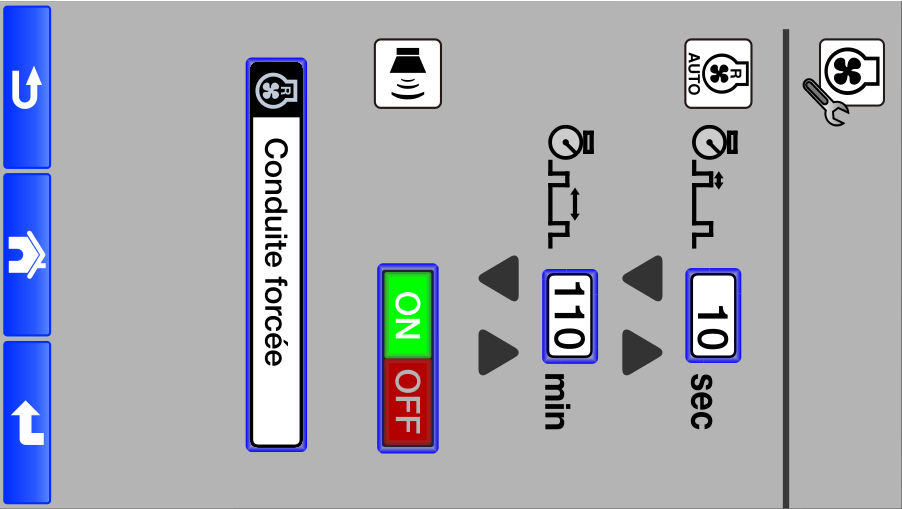 R
AUTO
10 sec
110 min
ON OFF
R Conduite forcée